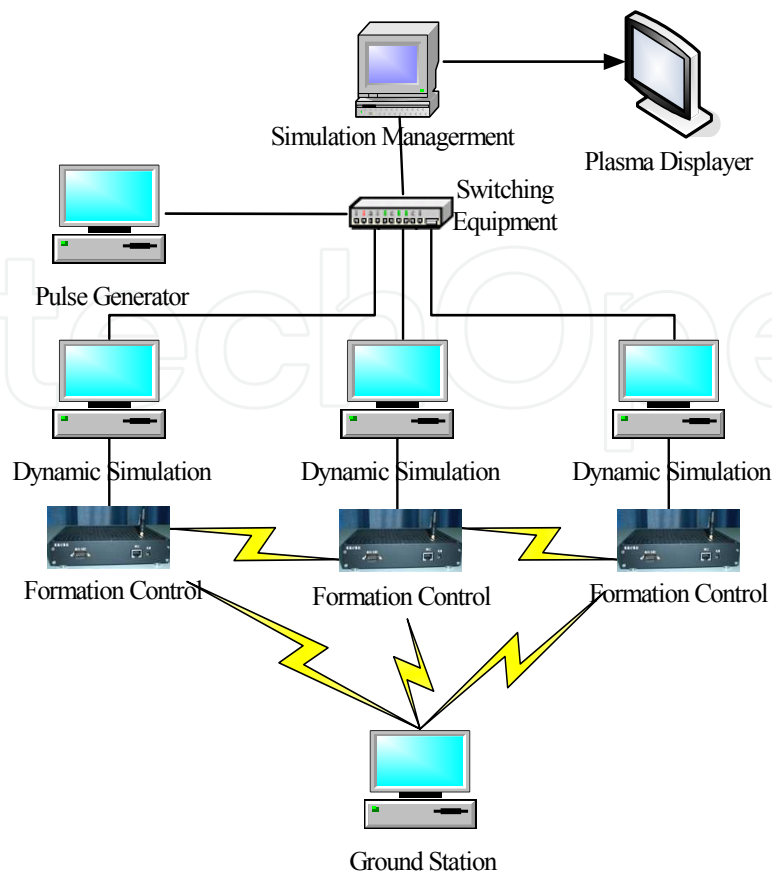 Simulation Managerment
Plasma Displayer
Switching
Equipment
Pulse Generator
Dynamic Simulation
Dynamic Simulation
Dynamic Simulation
Formation Control
Formation Control
Formation Control
Ground Station